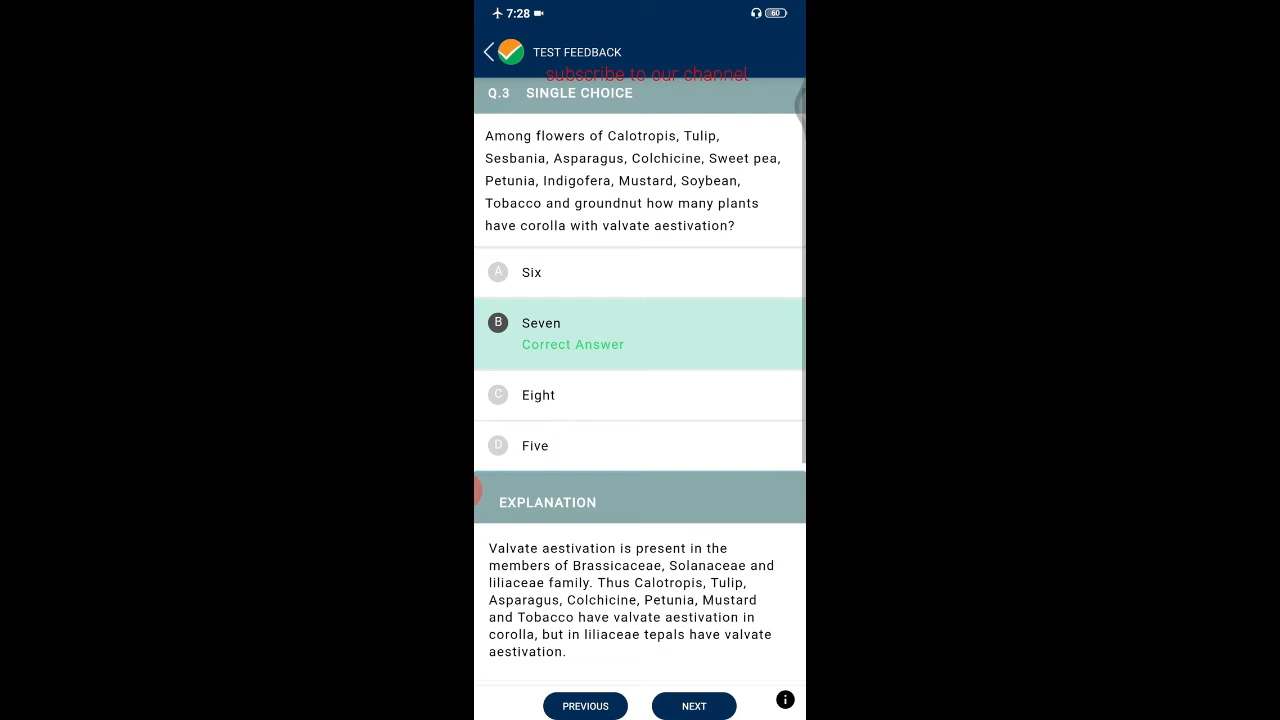 7:28
60
TEST FEEDBACK
subscribe to our channel
Q.3 SINGLE CHOICE
Among flowers of Calotropis, Tulip,
Sesbania, Asparagus, Colchicine, Sweet pea,
Petunia, Indigofera, Mustard, Soybean,
Tobacco and groundnut how many plants
have corolla with valvate aestivation?
A Six
B Seven
Correct Answer
C Eight
D Five
EXPLANATION
Valvate aestivation is present in the
members of Brassicaceae, Solanaceae and
liliaceae family. Thus Calotropis, Tulip,
Asparagus, Colchicine, Petunia, Mustard
and Tobacco have valvate aestivation in
corolla, but in liliaceae tepals have valvate
aestivation.
PREVIOUS NEXT
i